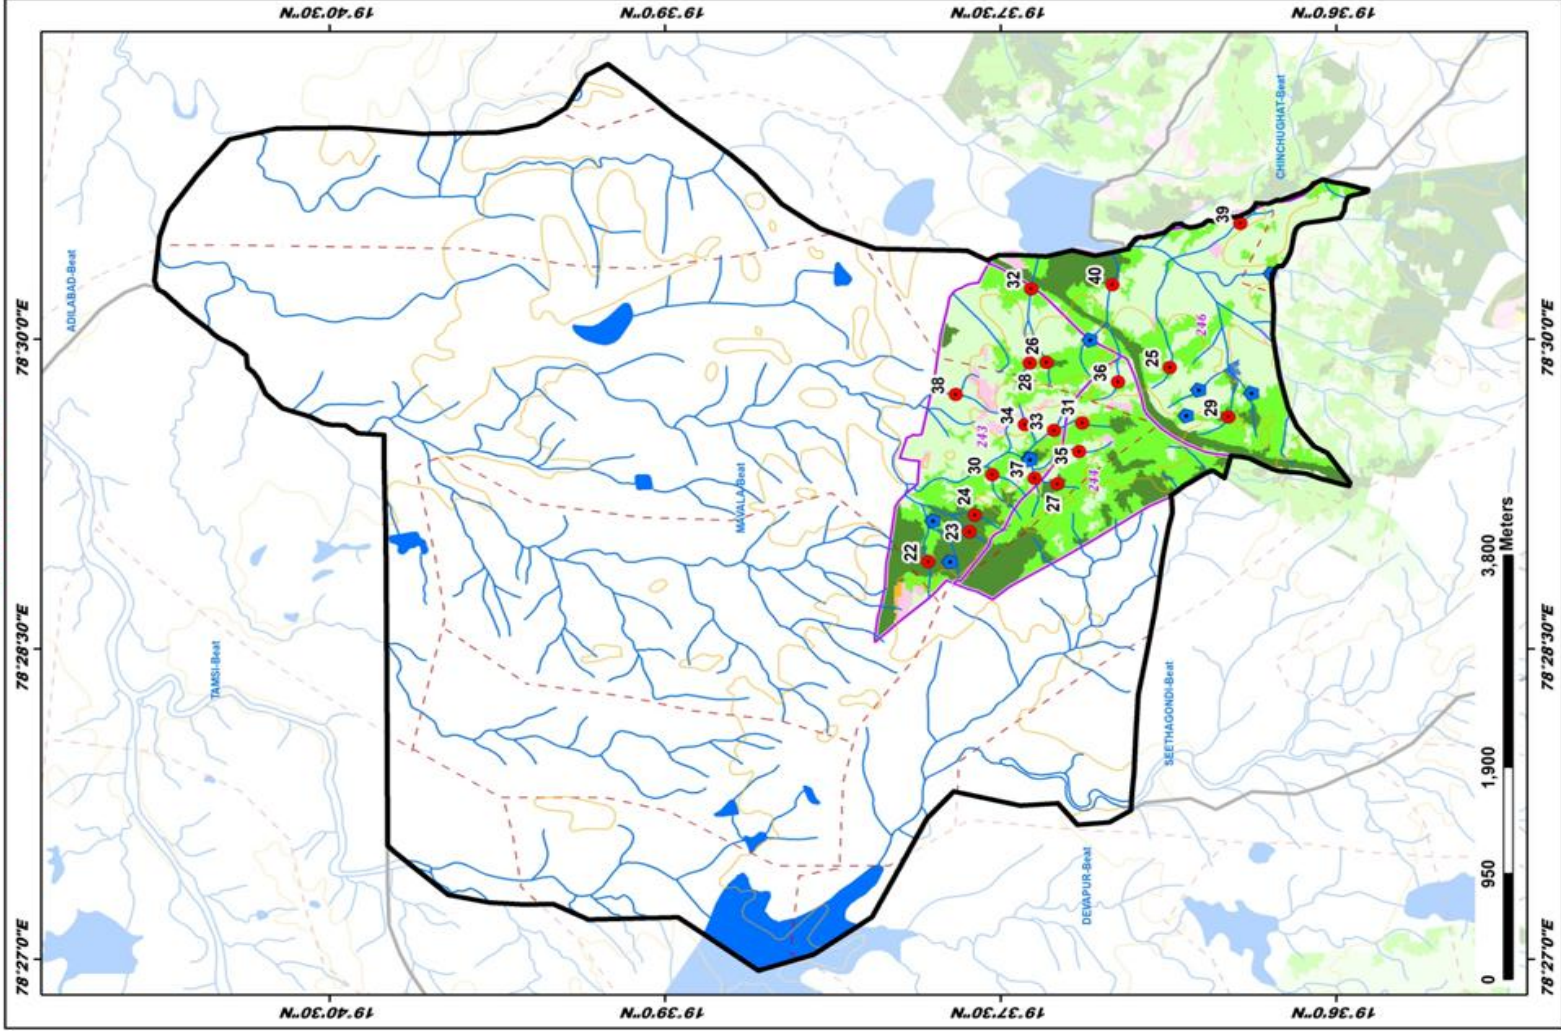 19°40'30"N
19°39'0"N
19°37'30"N
19°36'0"N
78°30'0"E
78°28'30"E
78°27'0"E
ADILABAD-Beat
TAMSI-Beat
MAVALA-Beat
CHINCHUGHAT-Beat
SEETHAGONDI-Beat
DEVAPUR-Beat
32
40
39
26
28
38
36
25
34
33
31
29
243
246
30
37
35
24
27
244
23
22
0 950 1,900 3,800
Meters
78°30'0"E
78°28'30"E
78°27'0"E
19°40'30"N
19°39'0"N
19°37'30"N
19°36'0"N